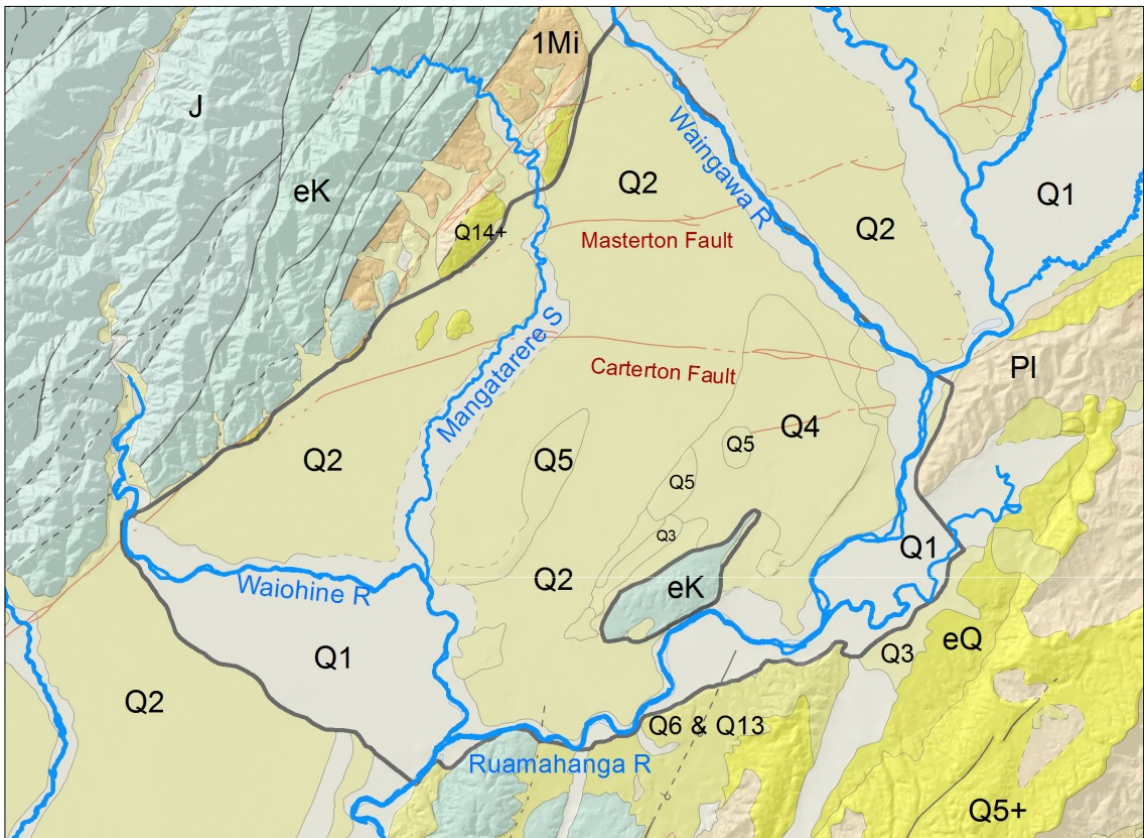 1Mi
J
Waingawa R
Q2
eK
Q1
Q2
Q14+
Masterton Fault
Mangatarere S
Pl
Carterton Fault
Q4
Q2
Q5
Q5
Q5
Q3
Q1
Waiohine R
Q2
eK
eQ
Q3
Q1
Q2
Q6 & Q13
Ruamahanga R
Q5+